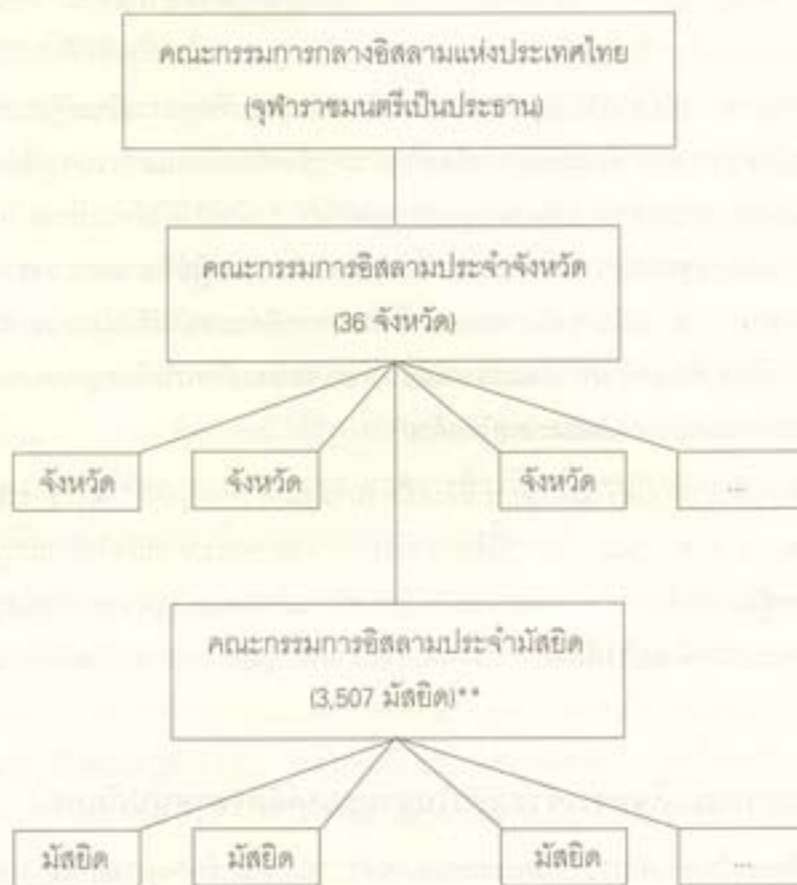 คณะกรรมการกลางอิสลามแห่งประเทศไทย
(จุฬาราชมนตรีเป็นประธาน)
คณะกรรมการอิสลามประจำจังหวัด
(36 จังหวัด)
จังหวัด จังหวัด จังหวัด ...
คณะกรรมการอิสลามประจำมัสยิด
(3,507 มัสยิด)**
มัสยิด มัสยิด มัสยิด ...